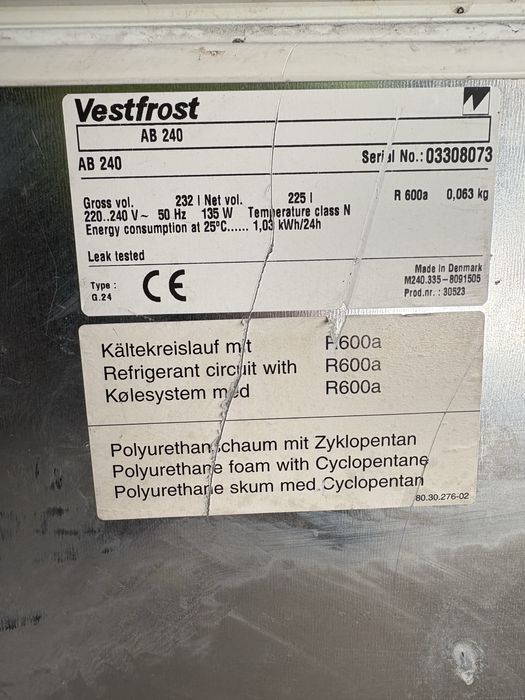 Vestfrost
AB 240
AB 240 Serial No.: 03308073
Gross vol. 232 l Net vol. 225 l R 600a 0,063 kg
220..240 V~ 50 Hz 135 W Temperature class N
Energy consumption at 25°C...... 1,03 kWh/24h
Leak tested
Made in Denmark
Type : CE M240.335-8091505
G.24 Prod.nr. : 30523
Kältekreislauf mit R600a
Refrigerant circuit with R600a
Kølesystem med R600a
Polyurethanschaum mit Zyklopentan
Polyurethane foam with Cyclopentane
Polyurethane skum med Cyclopentan
80.30.276-02